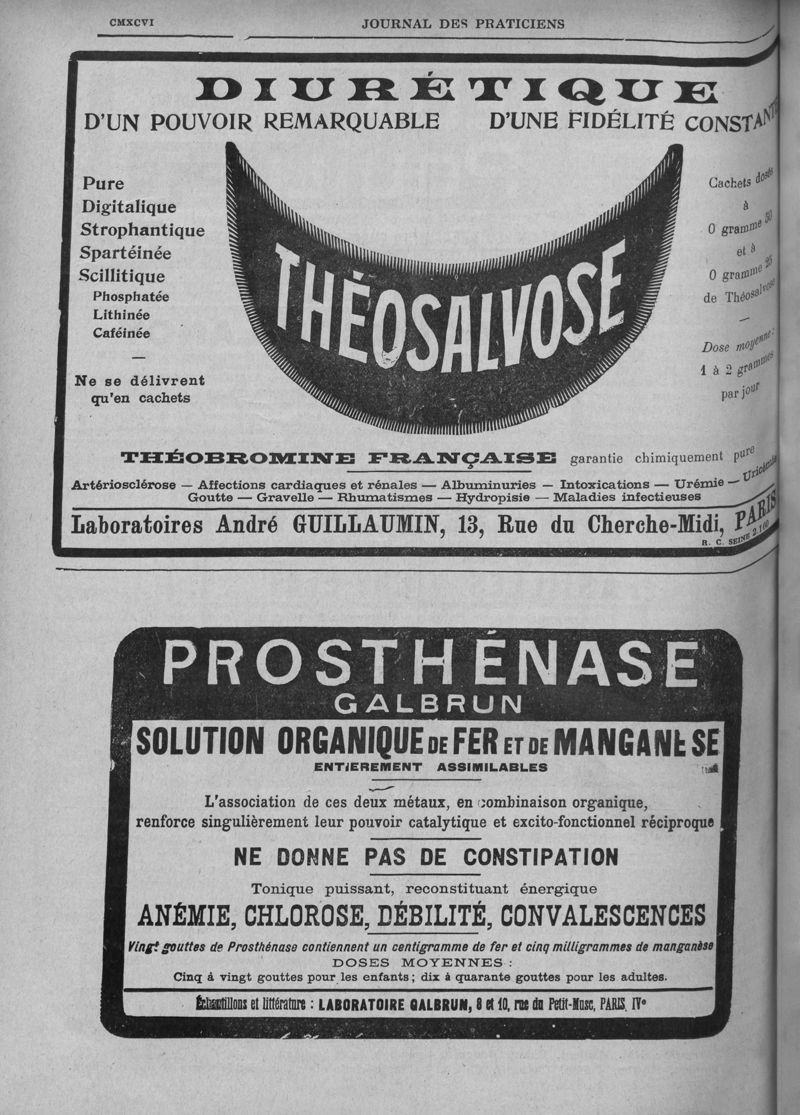 CMXCVI
JOURNAL DES PRATICIENS
DIURÉTIQUE
D'UN POUVOIR REMARQUABLE D'UNE FIDÉLITÉ CONSTANTE
Pure
Digitalique
Strophantique
Spartéinée
Scillitique
Phosphatée
Lithinée
Caféinée
Ne se délivrent
qu'en cachets
THÉOSALVOSE
Cachets dosés
à
0 gramme 50
et à
0 gramme 25
de Théosalvose
—
Dose moyenne:
1 à 2 grammes
par jour
THÉOBROMINE FRANÇAISE garantie chimiquement pure
Artériosclérose — Affections cardiaques et rénales — Albuminuries — Intoxications — Urémie — Uricémie
Goutte — Gravelle — Rhumatismes — Hydropisie — Maladies infectieuses
Laboratoires André GUILLAUMIN, 13, Rue du Cherche-Midi, PARIS
R. C. SEINE 2.160
PROSTHÉNASE
GALBRUN
SOLUTION ORGANIQUE DE FER ET DE MANGANÈSE
ENTIEREMENT ASSIMILABLES
L'association de ces deux métaux, en combinaison organique,
renforce singulièrement leur pouvoir catalytique et excito-fonctionnel réciproque
NE DONNE PAS DE CONSTIPATION
Tonique puissant, reconstituant énergique
ANÉMIE, CHLOROSE, DÉBILITÉ, CONVALESCENCES
Vingt gouttes de Prosthénase contiennent un centigramme de fer et cinq milligrammes de manganèse
DOSES MOYENNES :
Cinq à vingt gouttes pour les enfants ; dix à quarante gouttes pour les adultes.
Échantillons et littérature : LABORATOIRE GALBRUN, 8 et 10, rue du Petit-Musc, PARIS, IVe